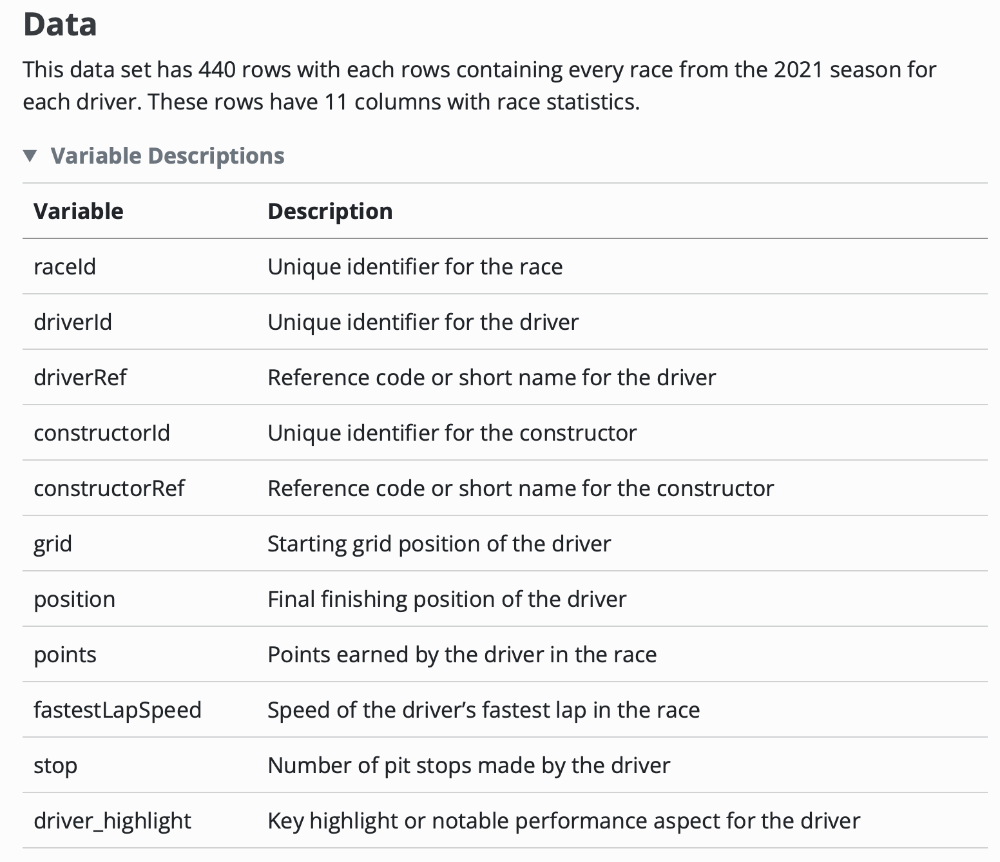 Data
This data set has 440 rows with each rows containing every race from the 2021 season for
each driver. These rows have 11 columns with race statistics.
▼ Variable Descriptions
Variable Description
raceId Unique identifier for the race
driverId Unique identifier for the driver
driverRef Reference code or short name for the driver
constructorId Unique identifier for the constructor
constructorRef Reference code or short name for the constructor
grid Starting grid position of the driver
position Final finishing position of the driver
points Points earned by the driver in the race
fastestLapSpeed Speed of the driver’s fastest lap in the race
stop Number of pit stops made by the driver
driver_highlight Key highlight or notable performance aspect for the driver